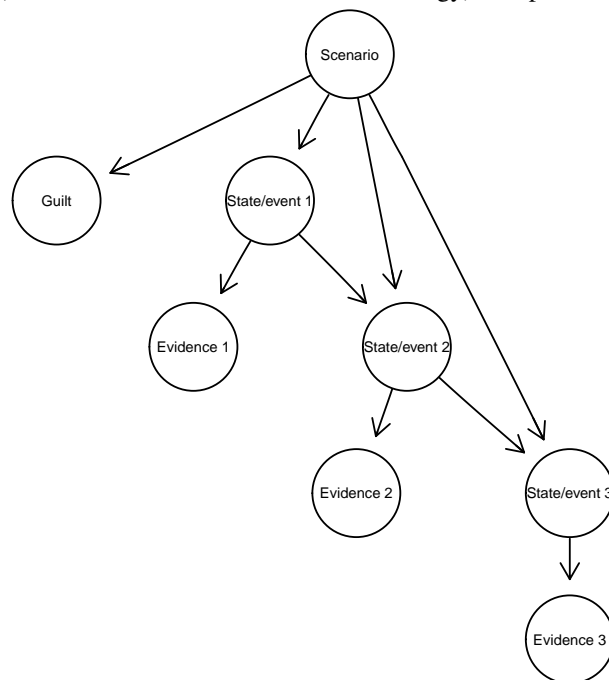 Scenario
Guilt
State/event 1
Evidence 1
State/event 2
Evidence 2
State/event 3
Evidence 3